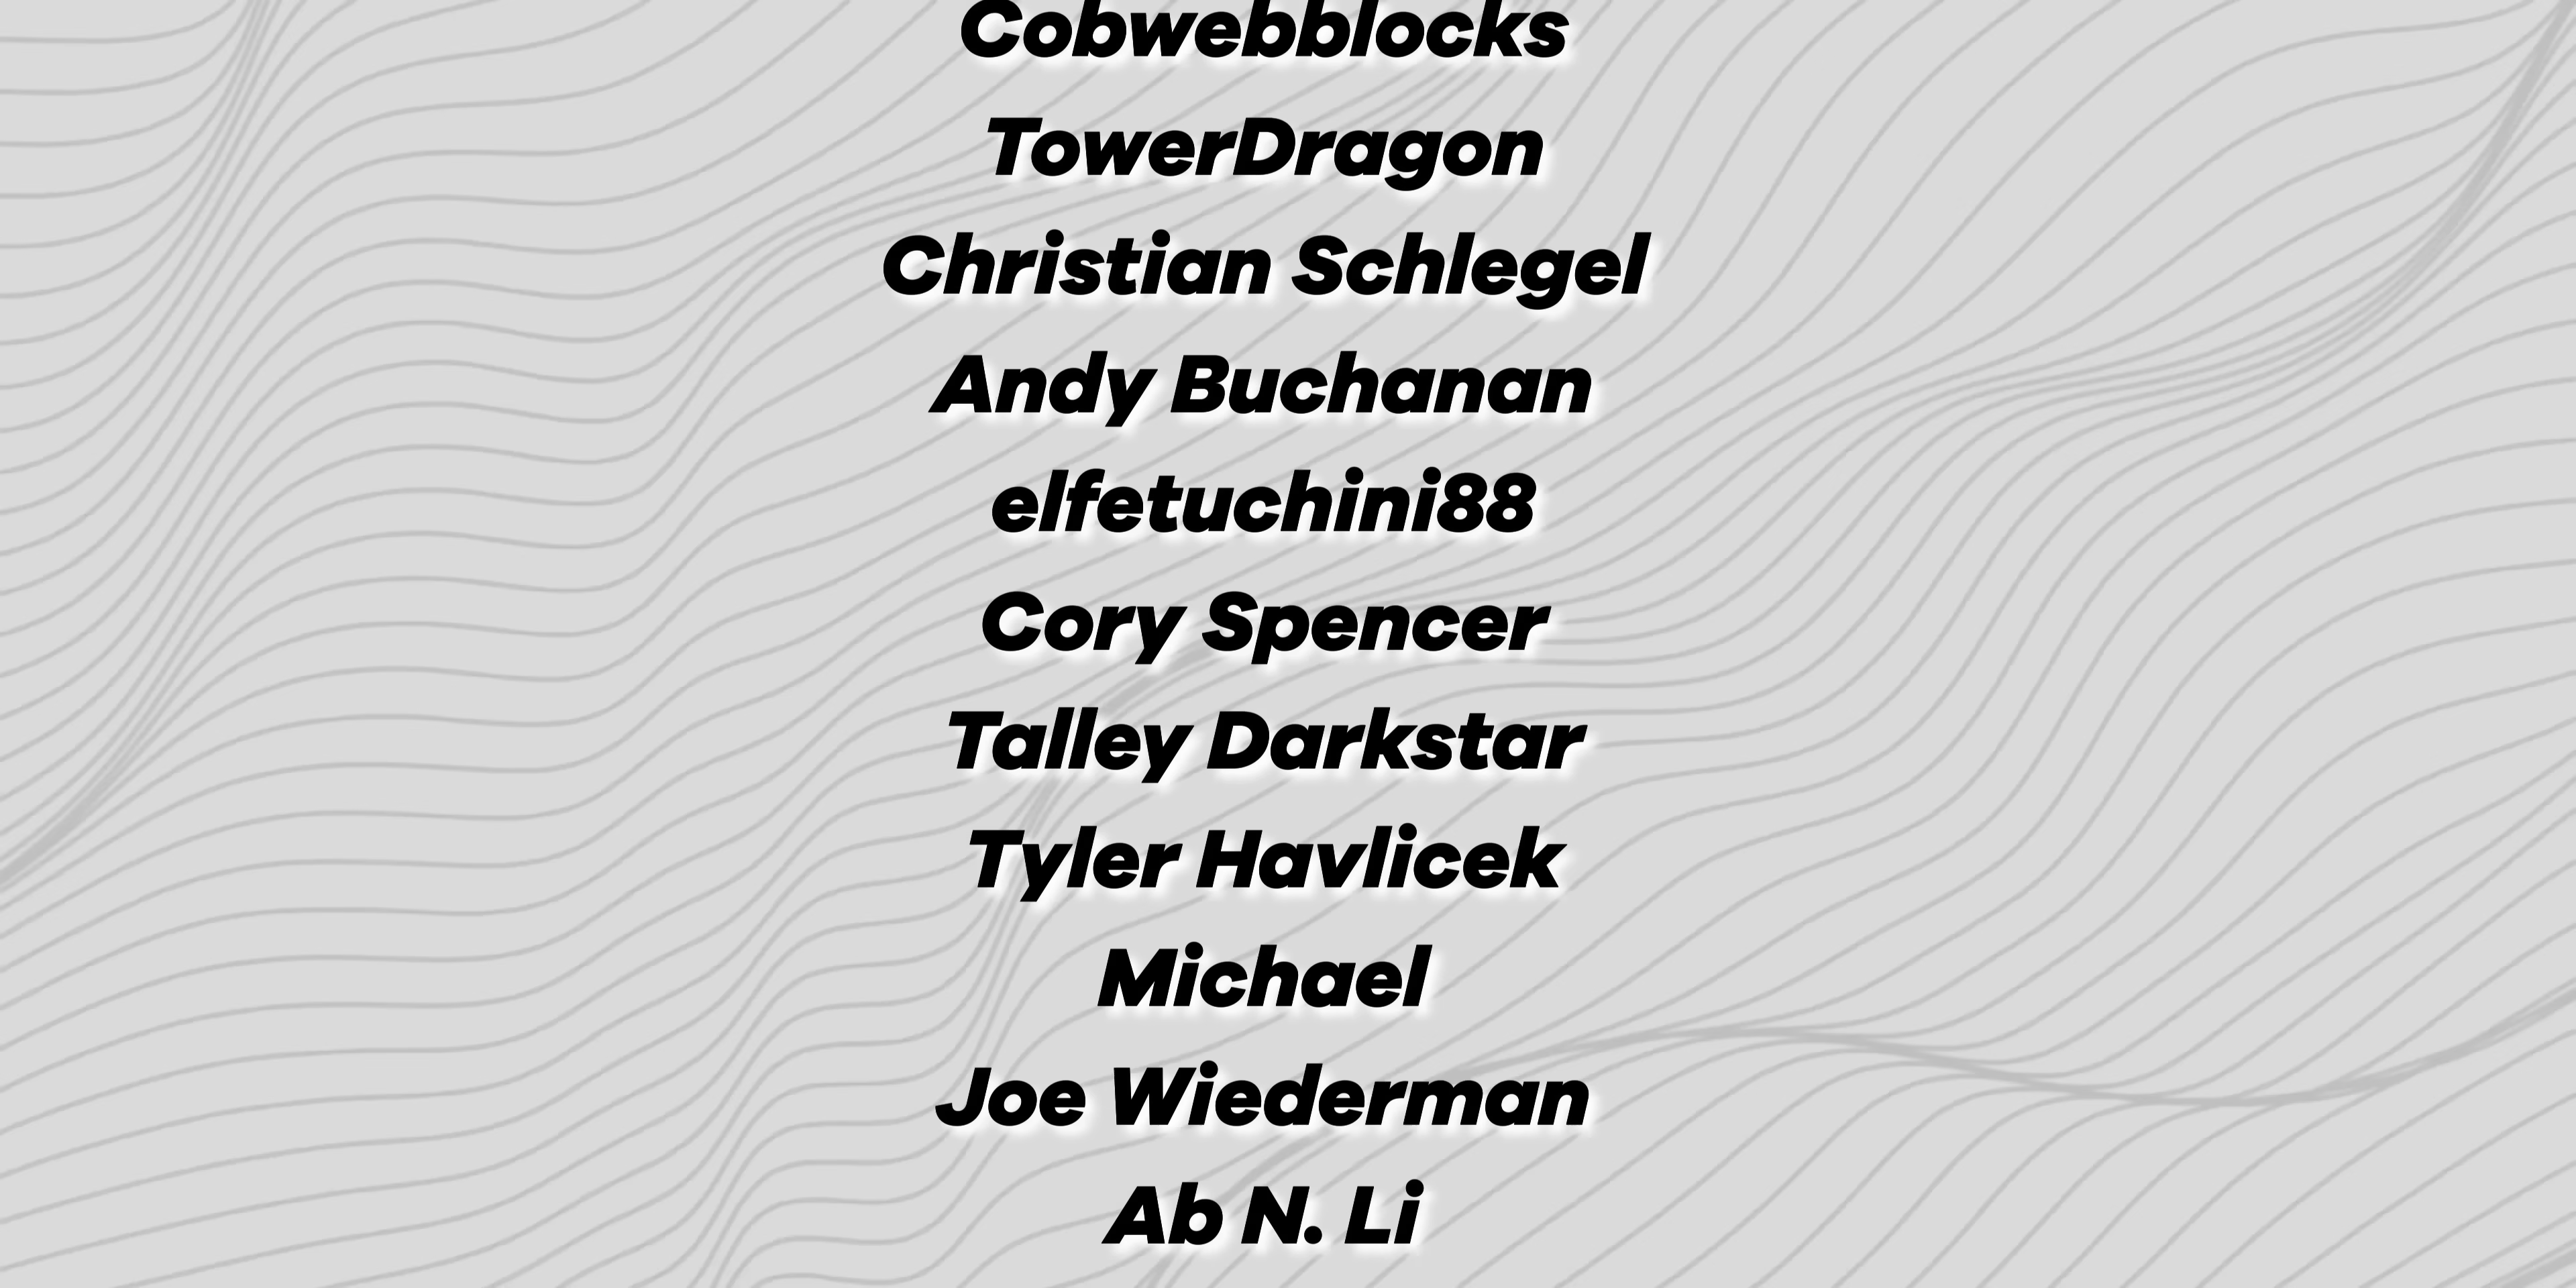 Cobwebblocks
TowerDragon
Christian Schlegel
Andy Buchanan
elfetuchini88
Cory Spencer
Talley Darkstar
Tyler Havlicek
Michael
Joe Wiederman
Ab N. Li